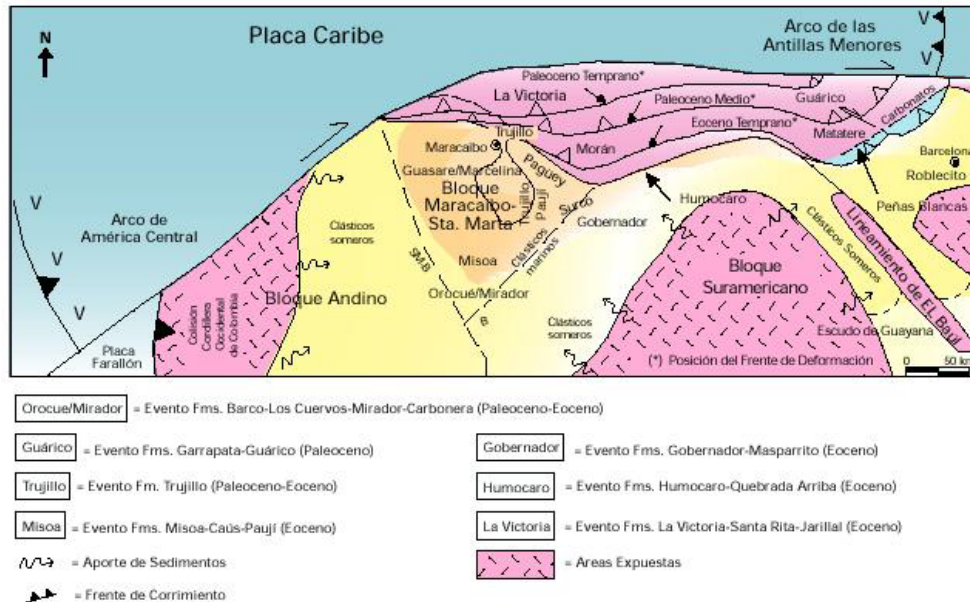 Placa Caribe
Arco de las
Antillas Menores
N
V
V
V
V
V
Paleoceno Temprano*
La Victoria
Paleoceno Medio*
Guárico
Carbonatos
Eoceno Temprano*
Matatere
Trujillo
Maracaibo
Morán
Barcelona
Roblecito
Guasare/Marcelina
Paguey
Bloque
Maracaibo-
Sta. Marta
Trujillo
Paují
Surco
Gobernador
Humocaro
Peñas Blancas
Arco de
América Central
Clásticos
someros
Clásticos
marinos
Clásticos Someros
Lineamiento de EL Baúl
SMB
Misoa
Bloque
Suramericano
Bloque Andino
Orocué/Mirador
B
Colisión
Cordillera
Occidental
de Colombia
Clásticos
someros
Escudo de Guayana
Placa
Farallón
(*) Posición del Frente de Deformación
0 50 km
Orocue/Mirador = Evento Fms. Barco-Los Cuervos-Mirador-Carbonera (Paleoceno-Eoceno)
Guárico = Evento Fms. Garrapata-Guárico (Paleoceno)
Gobernador = Evento Fms. Gobernador-Masparrito (Eoceno)
Trujillo = Evento Fm. Trujillo (Paleoceno-Eoceno)
Humocaro = Evento Fms. Humocaro-Quebrada Arriba (Eoceno)
Misoa = Evento Fms. Misoa-Caús-Paují (Eoceno)
La Victoria = Evento Fms. La Victoria-Santa Rita-Jarillal (Eoceno)
= Aporte de Sedimentos
= Areas Expuestas
= Frente de Corrimiento